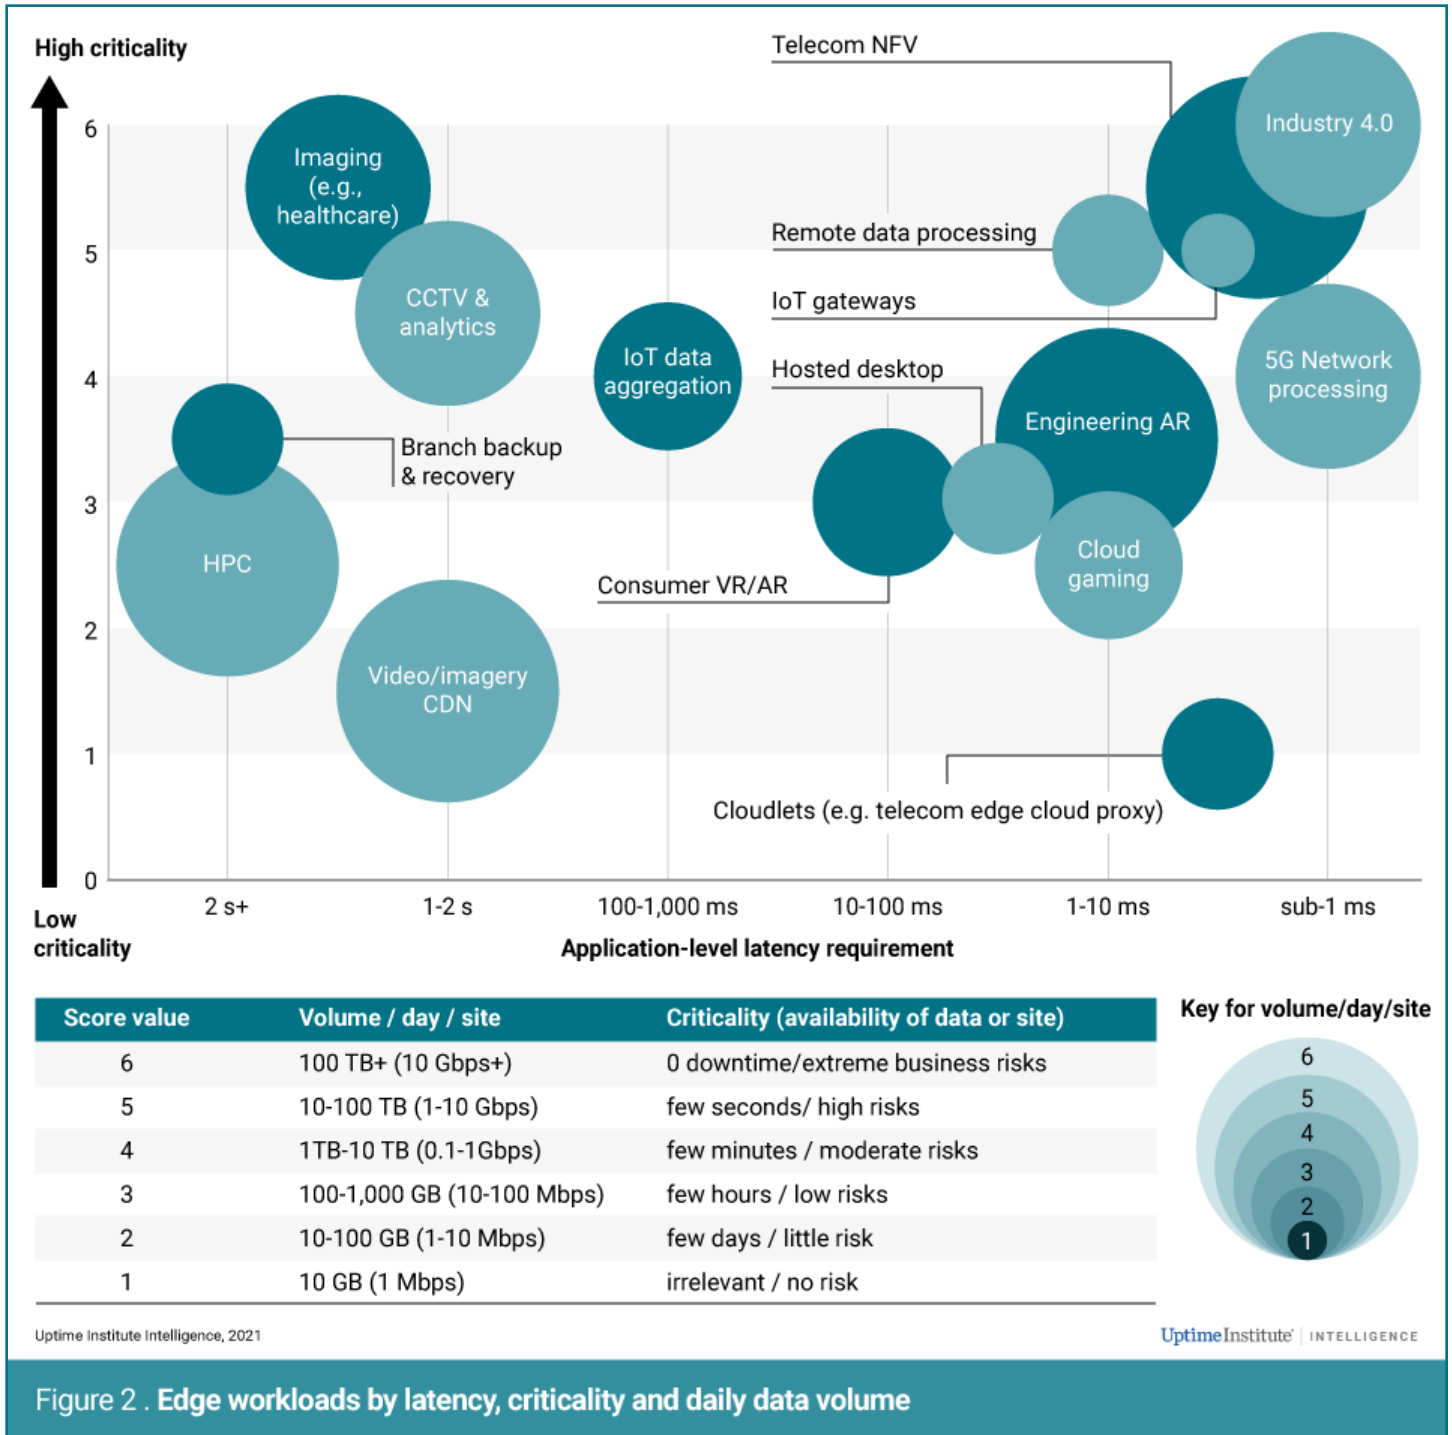 High criticality
Telecom NFV
Industry 4.0
6
Imaging
(e.g.,
healthcare)
Remote data processing
5
CCTV &
analytics
IoT gateways
IoT data
aggregation
Hosted desktop
5G Network
processing
4
Engineering AR
Branch backup
& recovery
3
HPC
Cloud
gaming
Consumer VR/AR
2
Video/imagery
CDN
1
Cloudlets (e.g. telecom edge cloud proxy)
0
Low
criticality
2 s+
1-2 s
100-1,000 ms
10-100 ms
1-10 ms
sub-1 ms
Application-level latency requirement
Score value Volume / day / site Criticality (availability of data or site)
6 100 TB+ (10 Gbps+) 0 downtime/extreme business risks
5 10-100 TB (1-10 Gbps) few seconds/ high risks
4 1TB-10 TB (0.1-1Gbps) few minutes / moderate risks
3 100-1,000 GB (10-100 Mbps) few hours / low risks
2 10-100 GB (1-10 Mbps) few days / little risk
1 10 GB (1 Mbps) irrelevant / no risk
Key for volume/day/site
6
5
4
3
2
1
Uptime Institute Intelligence, 2021
UptimeInstitute® | INTELLIGENCE
Figure 2 . Edge workloads by latency, criticality and daily data volume